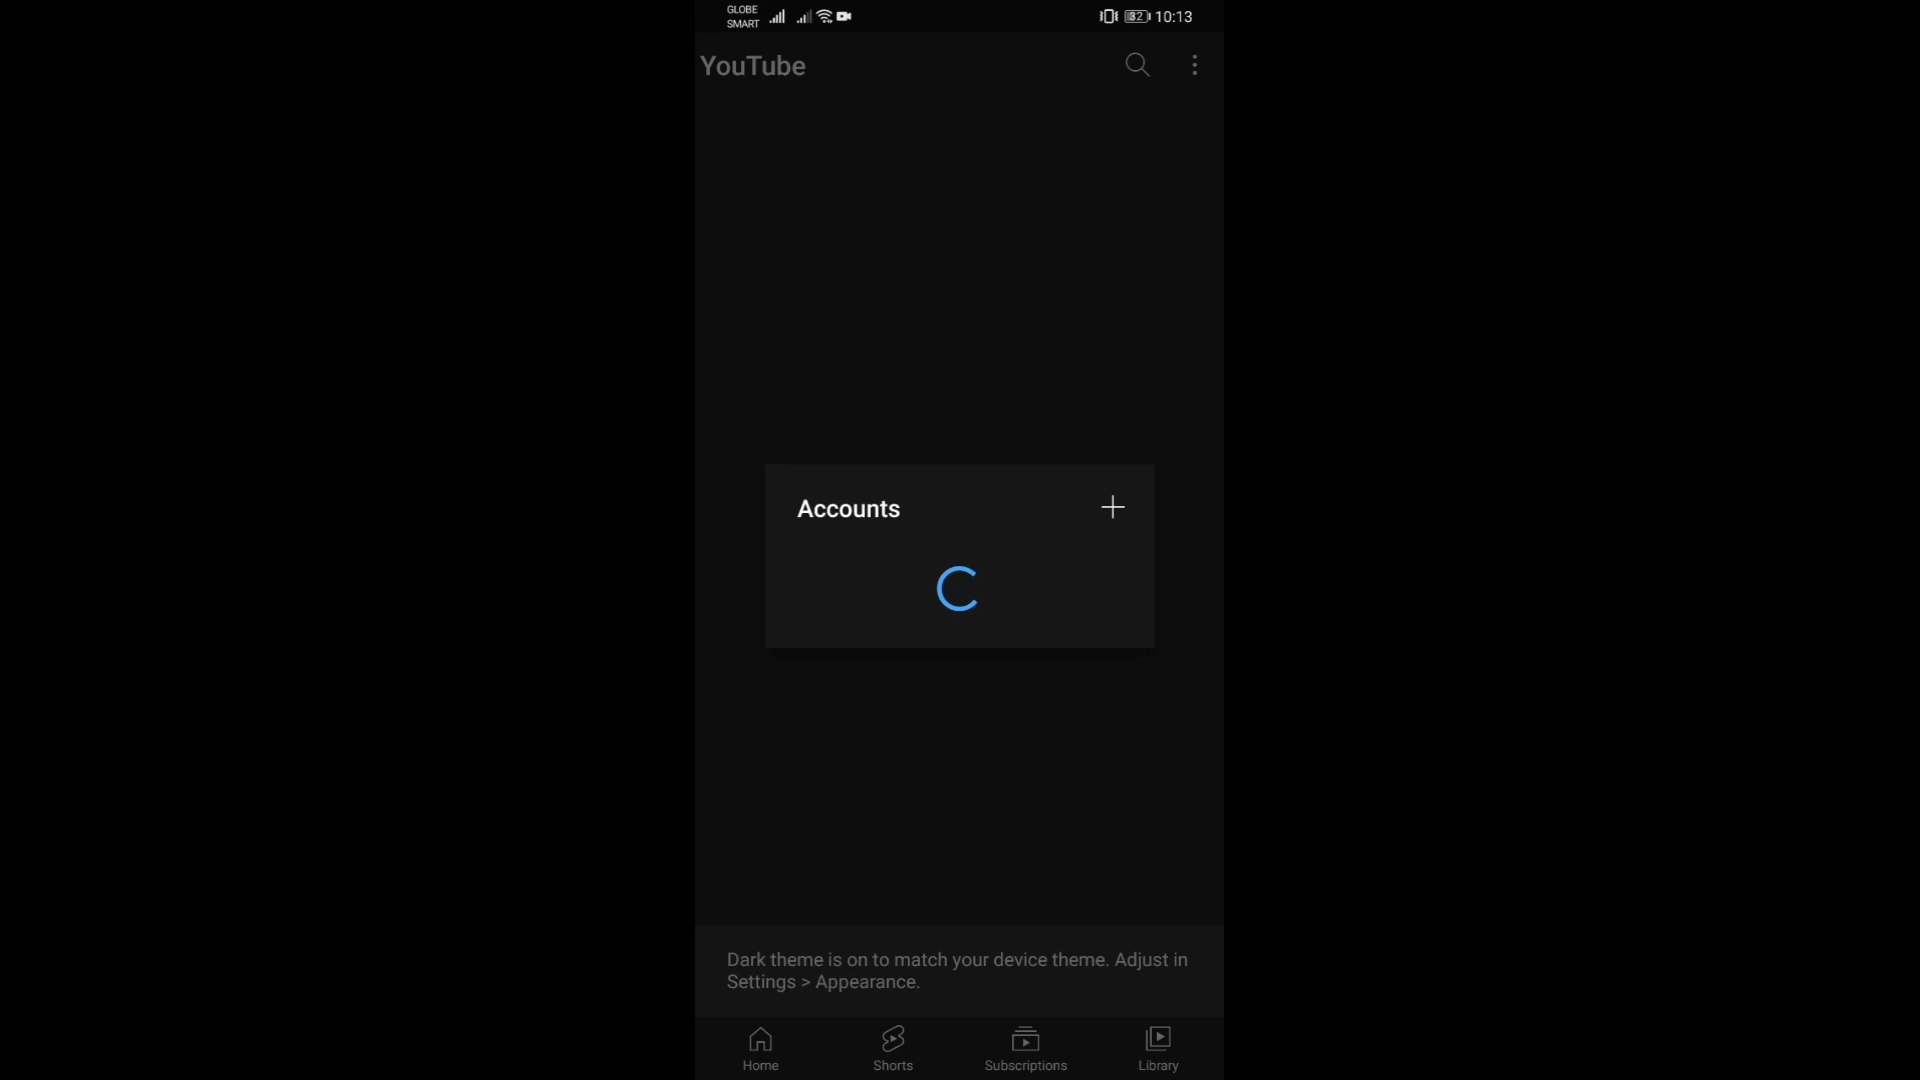 GLOBE
SMART
32 10:13
YouTube
Accounts
Dark theme is on to match your device theme. Adjust in
Settings > Appearance.
Home Shorts Subscriptions Library